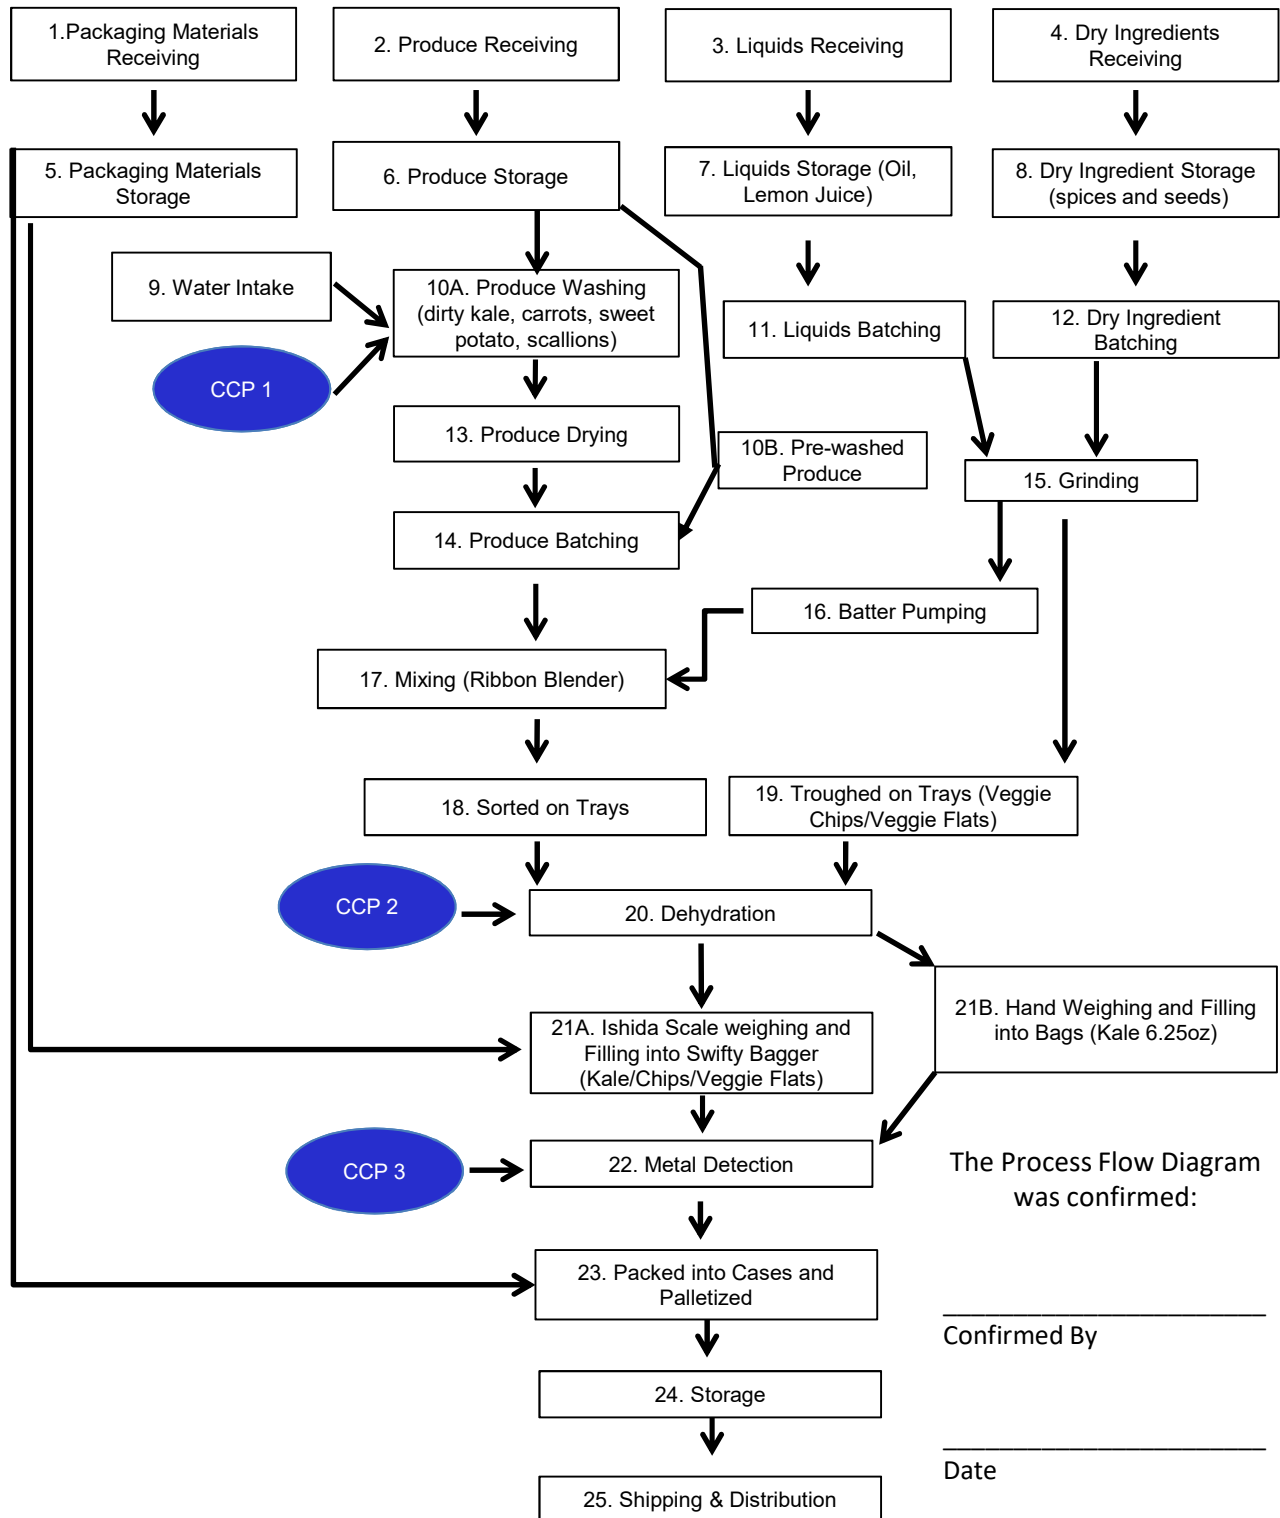 1.Packaging Materials
Receiving
2. Produce Receiving
3. Liquids Receiving
4. Dry Ingredients
Receiving
5. Packaging Materials
Storage
6. Produce Storage
7. Liquids Storage (Oil,
Lemon Juice)
8. Dry Ingredient Storage
(spices and seeds)
9. Water Intake
10A. Produce Washing
(dirty kale, carrots, sweet
potato, scallions)
11. Liquids Batching
12. Dry Ingredient
Batching
CCP 1
13. Produce Drying
10B. Pre-washed
Produce
15. Grinding
14. Produce Batching
16. Batter Pumping
17. Mixing (Ribbon Blender)
18. Sorted on Trays
19. Troughed on Trays (Veggie
Chips/Veggie Flats)
CCP 2
20. Dehydration
21A. Ishida Scale weighing and
Filling into Swifty Bagger
(Kale/Chips/Veggie Flats)
21B. Hand Weighing and Filling
into Bags (Kale 6.25oz)
CCP 3
22. Metal Detection
The Process Flow Diagram
was confirmed:
23. Packed into Cases and
Palletized
Confirmed By
24. Storage
Date
25. Shipping & Distribution